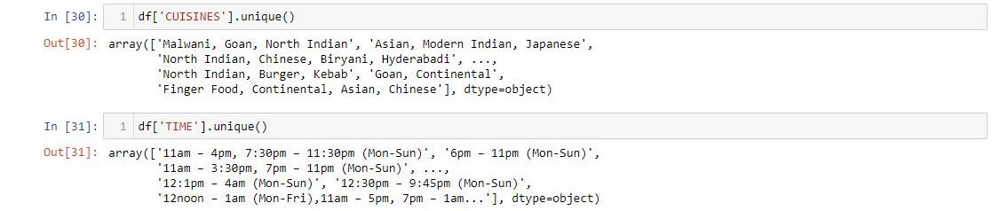 In [30]: 1 df['CUISINES'].unique()
Out[30]: array(['Malwani, Goan, North Indian', 'Asian, Modern Indian, Japanese',
'North Indian, Chinese, Biryani, Hyderabadi', ...,
'North Indian, Burger, Kebab', 'Goan, Continental',
'Finger Food, Continental, Asian, Chinese'], dtype=object)
In [31]: 1 df['TIME'].unique()
Out[31]: array(['11am – 4pm, 7:30pm – 11:30pm (Mon-Sun)', '6pm – 11pm (Mon-Sun)',
'11am – 3:30pm, 7pm – 11pm (Mon-Sun)', ...,
'12:1pm – 4am (Mon-Sun)', '12:30pm – 9:45pm (Mon-Sun)',
'12noon – 1am (Mon-Fri),11am – 5pm, 7pm – 1am...'], dtype=object)